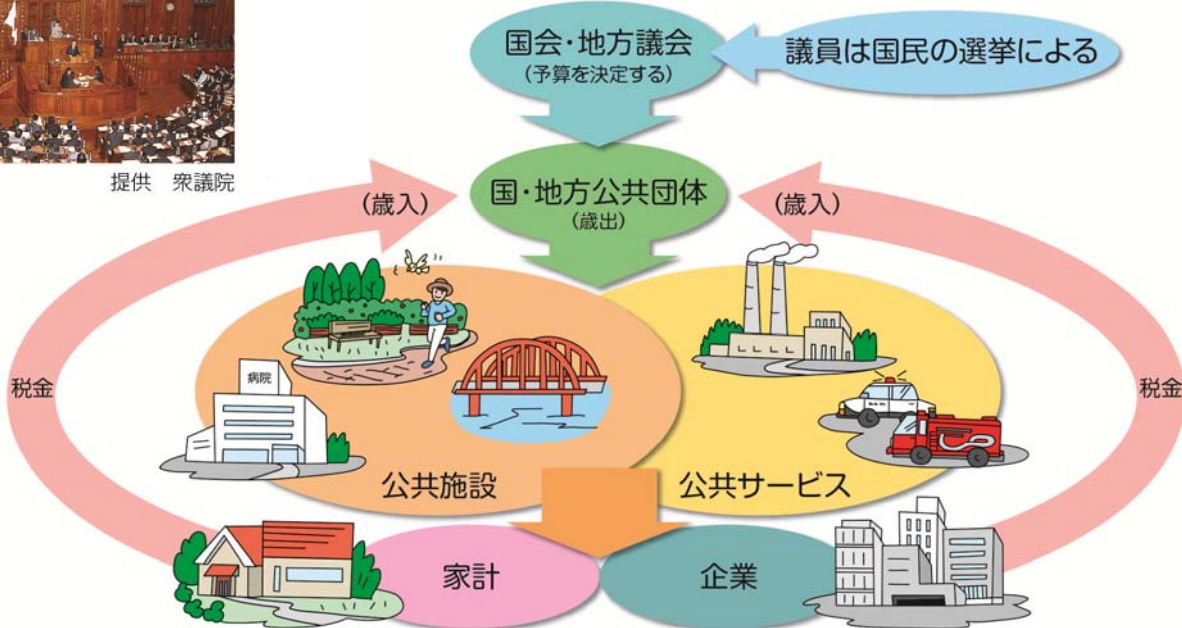 国会・地方議会
(予算を決定する)
議員は国民の選挙による
提供　衆議院
国・地方公共団体
(歳出)
(歳入)
(歳入)
税金
税金
病院
公共施設
公共サービス
家計
企業